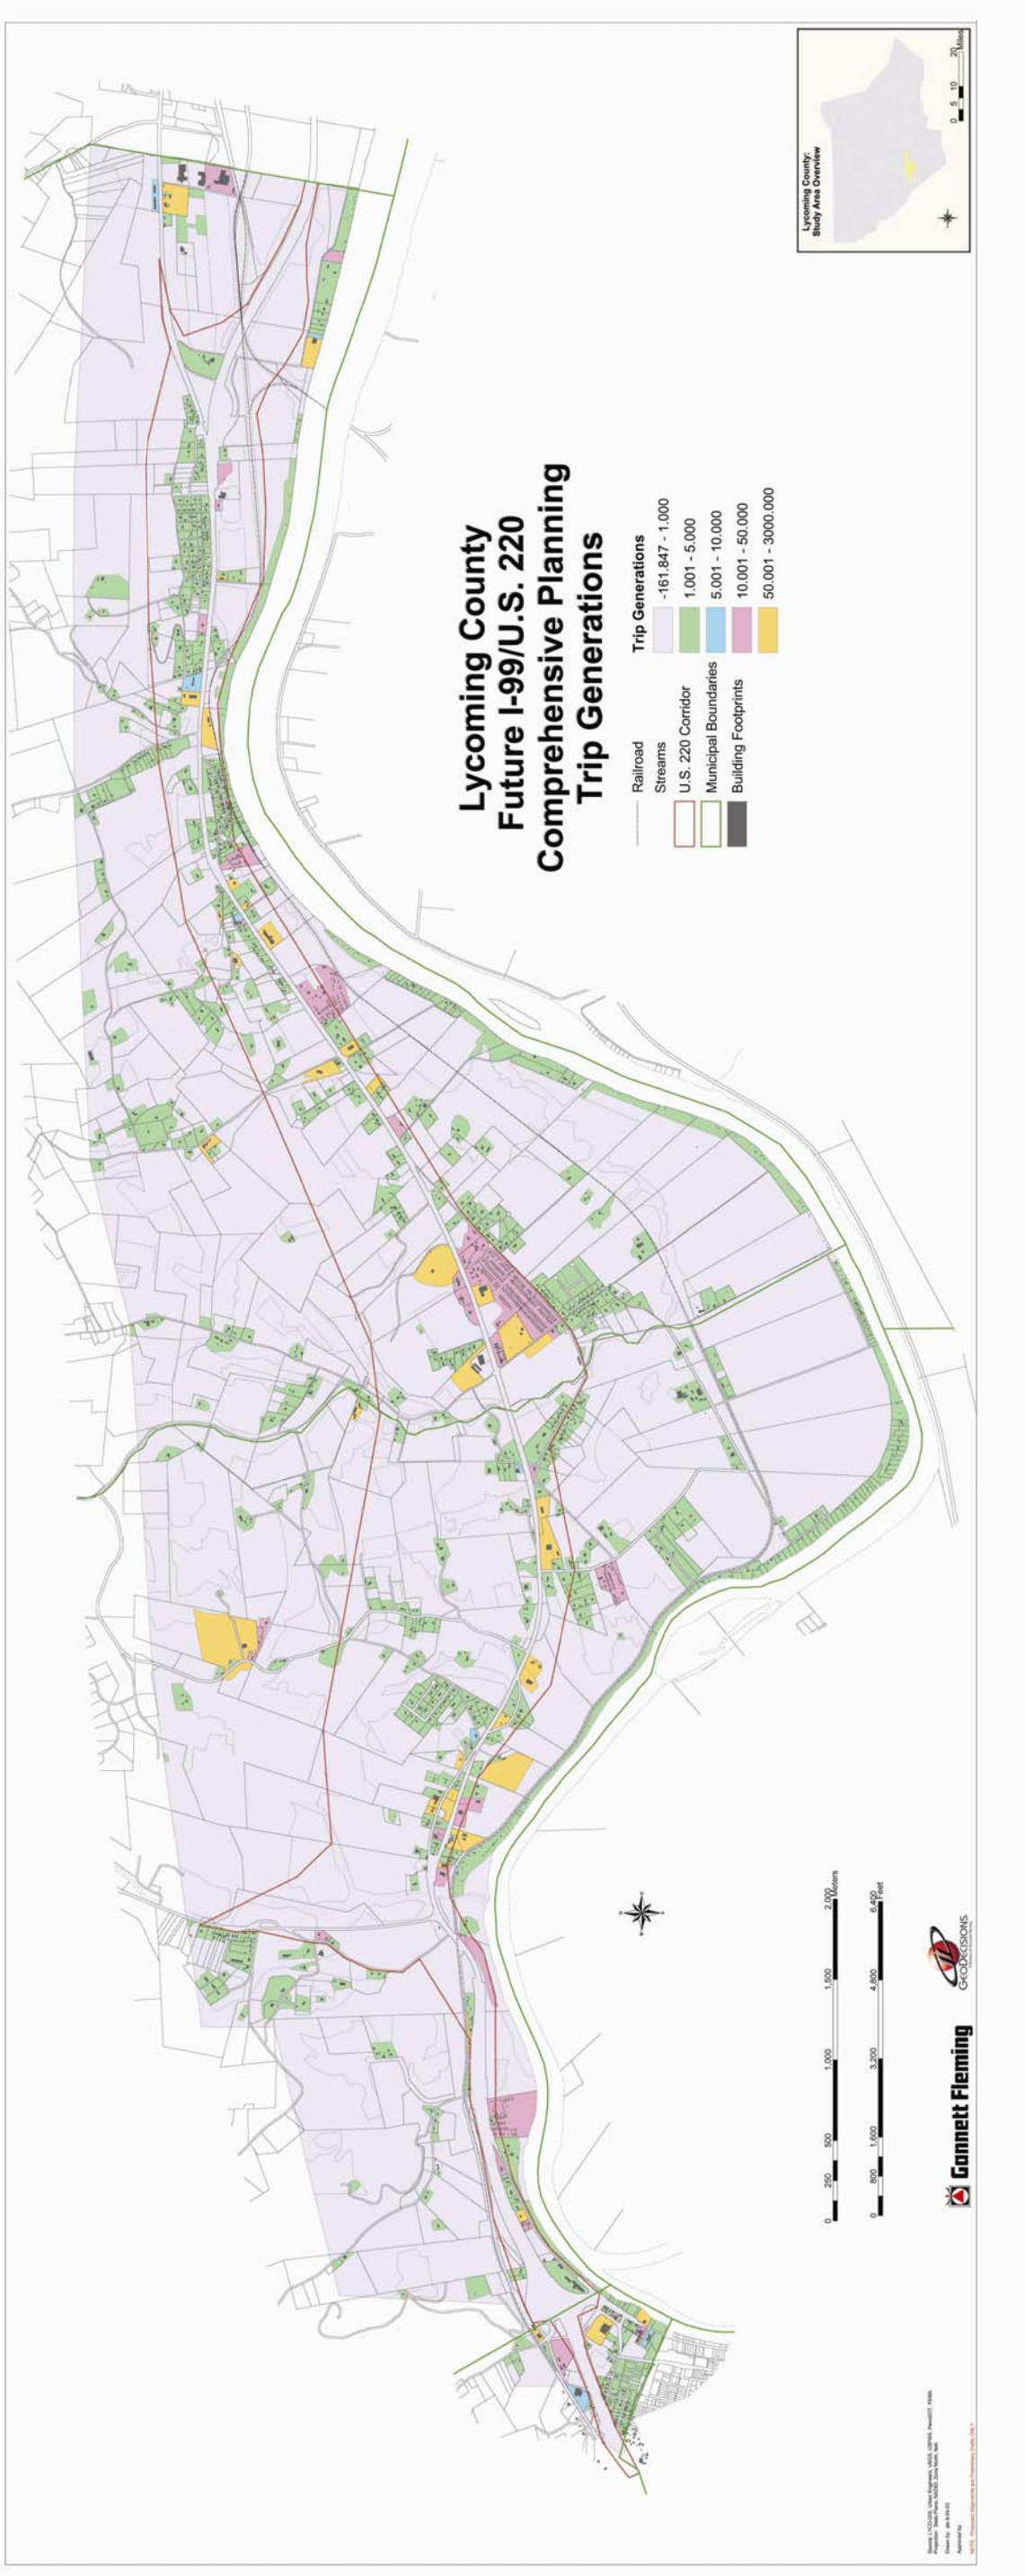 Lycoming County
Future I-99/U.S. 220
Comprehensive Planning
Trip Generations
Railroad
Streams
U.S. 220 Corridor
Municipal Boundaries
Building Footprints
Trip Generations
-161.847 - 1.000
1.001 - 5.000
5.001 - 10.000
10.001 - 50.000
50.001 - 3000.000
Lycoming County:
Study Area Overview
0 5 10 20
Miles
0 250 500 1,000 1,500 2,000
Meters
0 800 1,600 3,200 4,800 6,400
Feet
Gannett Fleming
GEODECISIONS